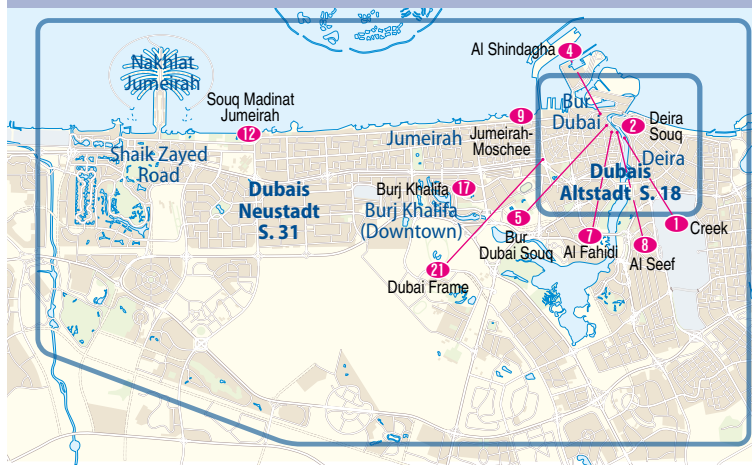 Al Shindagha
4
Nakhlat
Jumeirah
Souq Madinat
Jumeirah
12
9
Jumeirah-
Moschee
Jumeirah
Bur
Dubai
2
Deira
Souq
Deira
Shaik Zayed
Road
Dubais
Altstadt S. 18
Dubais
Neustadt
S. 31
Burj Khalifa
17
Burj Khalifa
(Downtown)
5
Bur
Dubai Souq
7
Al Fahidi
8
Al Seef
1
Creek
21
Dubai Frame